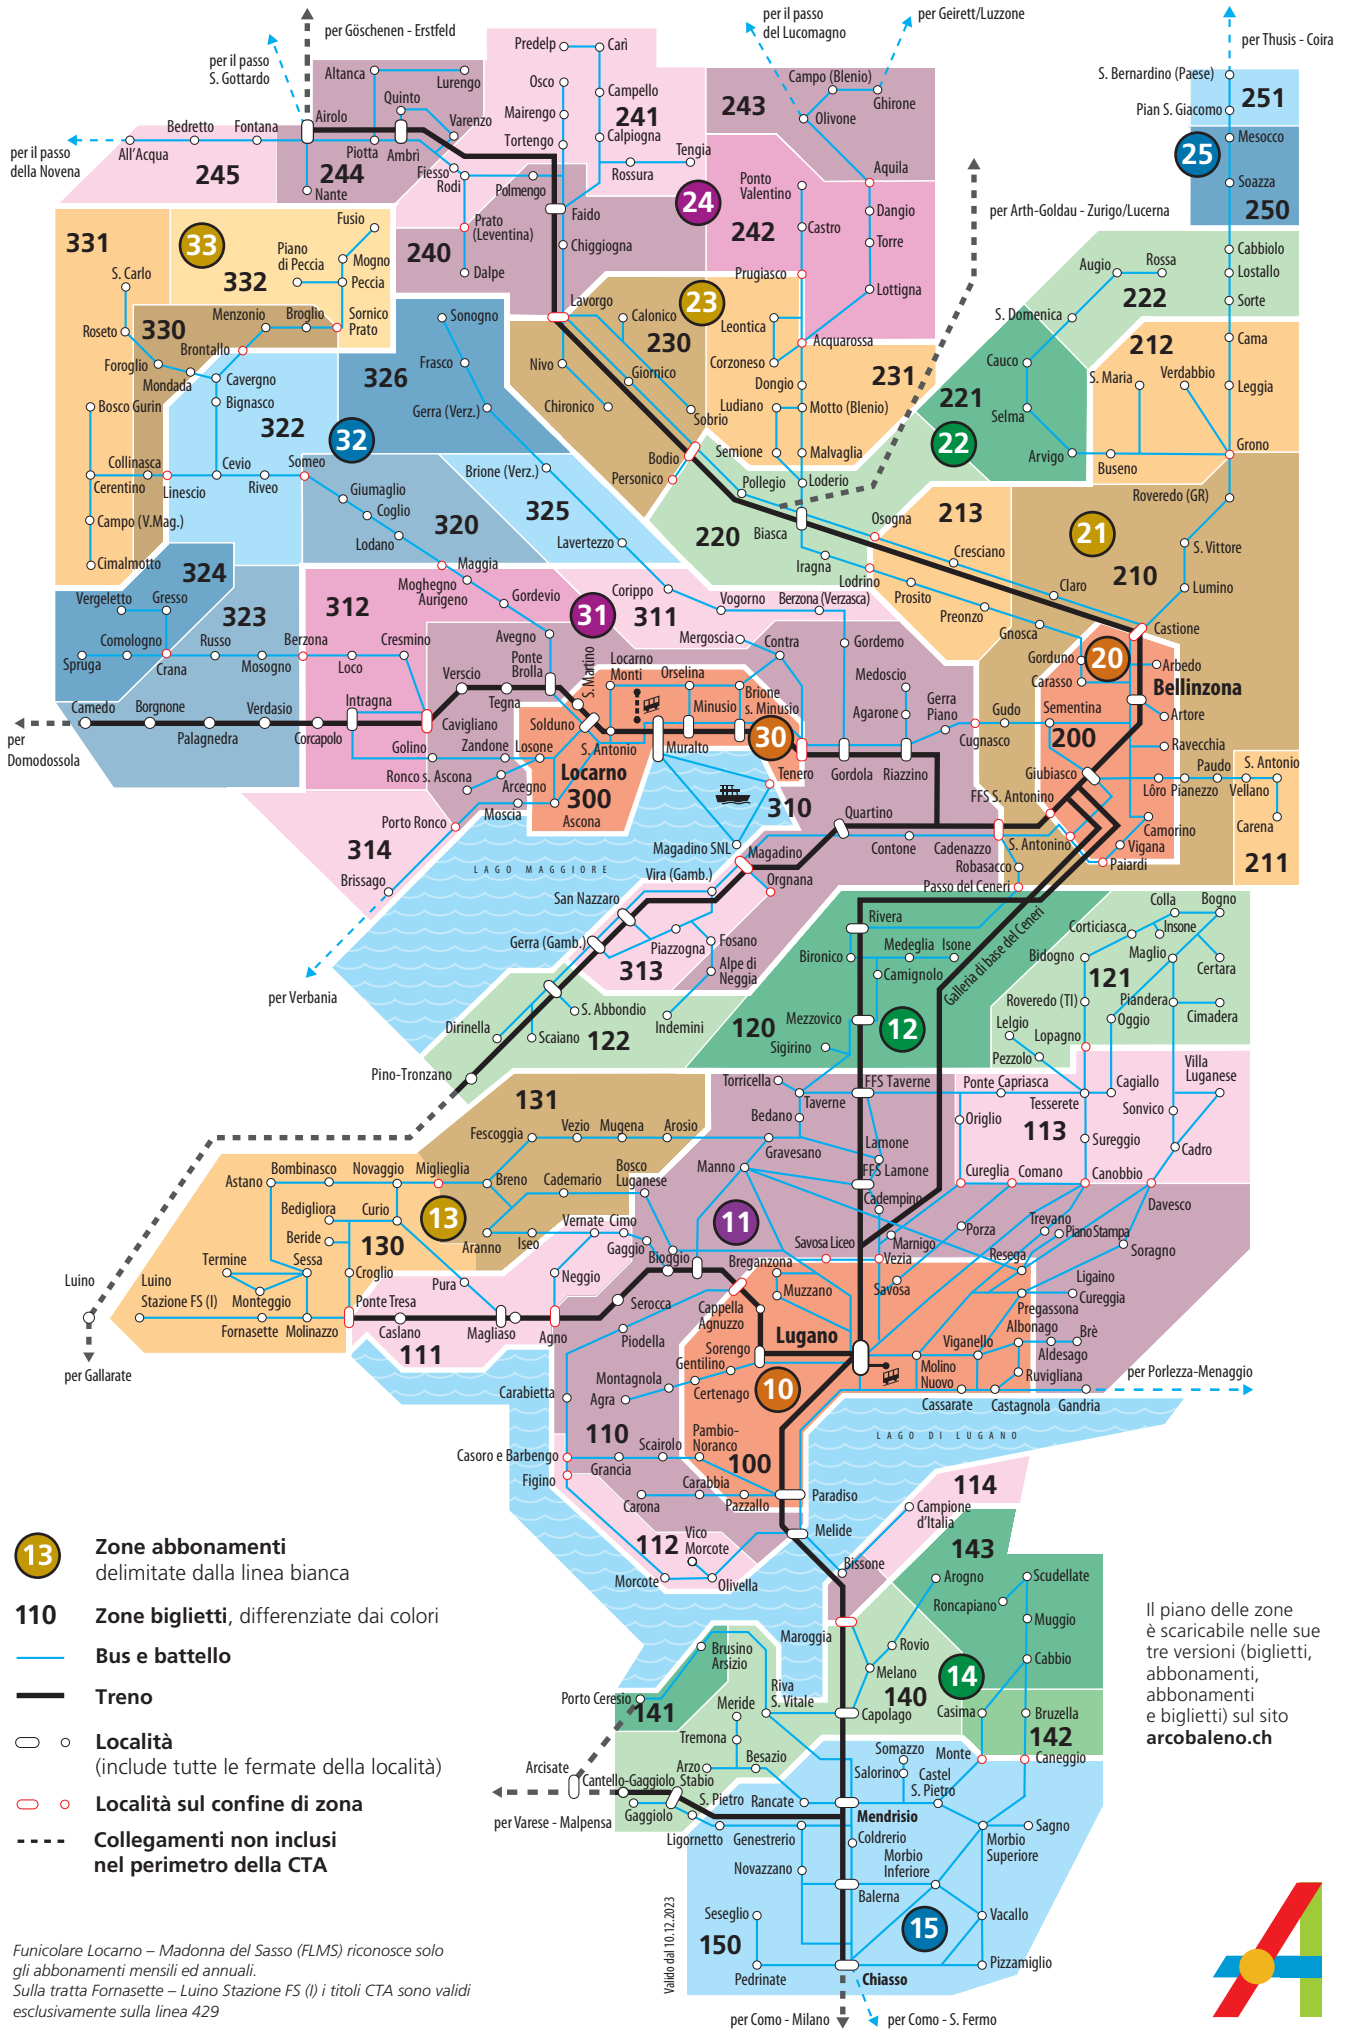 per Göschenen - Erstfeld
per il passo
S. Gottardo
per il passo
del Lucomagno
per Geirett/Luzzone
per Thusis - Coira
per il passo
della Novena
per Arth-Goldau - Zurigo/Lucerna
Predelp
Carì
Altanca
Lurengo
Osco
Campello
241
Quinto
Mairengo
Varenzo
Airolo
Bedretto
Fontana
All'Acqua
245
244
Nante
Piotta
Ambrì
Tortengo
Calpiogna
Tengia
Rossura
Fiesso
Rodi
Polmengo
Faido
24
Prato
(Leventina)
240
Dalpe
Chiggiogna
Campo (Blenio)
243
Ghirone
Olivone
Aquila
Ponto
Valentino
242
Castro
Dangio
Torre
Prugiasco
Lottigna
S. Bernardino (Paese)
251
Pian S. Giacomo
Mesocco
25
Soazza
250
331
33
Fusio
Piano
di Peccia
Mogno
S. Carlo
332
Peccia
330
Menzonio
Broglio
Sornico
Prato
Roseto
Brontallo
Foroglio
Mondada
Cavergno
Bosco Gurin
Bignasco
322
Collinasca
Cerentino
Linescio
Cevio
Riveo
Someo
Campo (V.Mag.)
Cimalmotto
Sonogno
Frasco
326
Gerra (Verz.)
32
Brione (Verz.)
Giumaglio
Coglio
Lodano
320
325
Lavertezzo
Maggia
Lavorgo
Calonico
23
230
Nivo
Giornico
Chironico
Sobrio
Bodio
Personico
Leontica
Corzoneso
Acquarossa
Dongio
231
Ludiano
Motto (Blenio)
Semione
Malvaglia
Loderio
Pollegio
Biasca
220
Iragna
Cabbiolo
Augio
Rossa
Lostallo
222
Sorte
S. Domenica
Cauco
212
Cama
S. Maria
Verdabbio
Leggia
221
Selma
22
Arvigo
Buseno
Grono
Roveredo (GR)
Osogna
213
Cresciano
21
S. Vittore
210
Lumino
Lodrino
Prosito
Claro
Preonzo
Gnosca
Castione
324
Vergeletto
Gresso
323
Comologno
Spruga
Crana
Russo
Mosogno
Berzona
312
Loco
Cresmino
Moghegno
Aurigeno
Gordevio
31
Corippo
311
Vogorno
Berzona (Verzasca)
Avegno
Ponte
Brolla
Mergoscia
Contra
Gordemo
Verscio
Tegna
S. Martino
Locarno
Monti
Orselina
Brione
s. Minusio
Medoscio
Agarone
Gerra
Piano
Gudo
Cugnasco
Gorduno
20
Arbedo
Carasso
Bellinzona
Artore
Sementina
200
Ravecchia
Camedo
Borgnone
Verdasio
Intragna
Palagnedra
Corcapolo
Cavigliano
per
Domodossola
Golino
Zandone
Losone
Solduno
S. Antonio
Minusio
Muralto
30
Ronco s. Ascona
Arcegno
Locarno
300
Ascona
Moscia
Porto Ronco
Tenero
Gordola
Riazzino
310
Giubiasco
Paudo
S. Antonio
Lôro
Pianezzo
Vellano
FFS S. Antonino
Camorino
Carena
211
S. Antonino
Vigana
Paiardi
314
Brissago
LAGO MAGGIORE
Magadino SNL
Magadino
Quartino
Contone
Cadenazzo
Robasacco
Passo del Ceneri
Vira (Gamb.)
Orgnana
San Nazzaro
Gerra (Gamb.)
Piazzogna
Fosano
313
Alpe di
Neggia
per Verbania
S. Abbondio
Indemini
Dirinella
Scaiano
122
Pino-Tronzano
Rivera
Galleria di base del Ceneri
Bironico
Medeglia
Isone
Camignolo
120
Mezzovico
12
Sigirino
Colla
Bogno
Corticiasca
Insone
Bidogno
Maglio
Certara
121
Roveredo (TI)
Piandera
Lelgio
Oggio
Cimadera
Lopagno
Pezzolo
131
Torricella
FFS Taverne
Ponte Capriasca
Cagiallo
Villa
Luganese
Taverne
Tesserete
Sonvico
Bedano
Origlio
113
Sureggio
Fescoggia
Vezio
Mugena
Arosio
Gravesano
Lamone
Cadro
Manno
FFS Lamone
Cureglia
Comano
Canobbio
Bombinasco
Novaggio
Miglieglia
Astano
Breno
Cademario
Bosco
Luganese
Cadempino
Davesco
Bedigliora
Curio
13
11
Beride
130
Vernate
Cimo
Aranno
Iseo
Gaggio
Bioggio
Savosa Liceo
Marnigo
Porza
Trevano
Piano Stampa
Soragno
Termine
Sessa
Croglio
Neggio
Breganzona
Vezia
Resega
Luino
Luino
Stazione FS (I)
Monteggio
Pura
Muzzano
Savosa
Ligaino
Cureggia
Ponte Tresa
Serocca
Cappella
Agnuzzo
Pregassona
Fornasette
Molinazzo
Caslano
111
Magliaso
Agno
Piodella
Lugano
Albonago
Brè
Viganello
Aldesago
Sorengo
Gentilino
Molino
Nuovo
Ruvigliana
per Gallarate
Montagnola
Certenago
10
per Porlezza-Menaggio
Carabietta
Agra
Cassarate
Castagnola
Gandria
LAGO DI LUGANO
110
Scairolo
Pambio-
Noranco
100
Casoro e Barbengo
Grancia
Figino
Carabbia
Carona
Pazzallo
Paradiso
114
Campione
d'Italia
112
Vico
Morcote
Melide
Bissone
Morcote
Olivella
143
Arogno
Scudellate
Roncapiano
Muggio
Maroggia
Rovio
Cabbio
Brusino
Arsizio
Melano
14
Porto Ceresio
141
Riva
S. Vitale
140
Meride
Capolago
Casima
Bruzella
142
Tremona
Somazzo
Monte
Caneggio
Arzo
Besazio
Salorino
Castel
S. Pietro
Arcisate
Cantello-Gaggiolo
Stabio
S. Pietro
Rancate
Mendrisio
per Varese - Malpensa
Gaggiolo
Ligornetto
Genestrerio
Coldrerio
Morbio
Superiore
Sagno
Novazzano
Morbio
Inferiore
Balerna
Seseglio
15
Vacallo
150
Pedrinate
Chiasso
Pizzamiglio
per Como - Milano
per Como - S. Fermo
Valido dal 10.12.2023
13
Zone abbonamenti
delimitate dalla linea bianca
110
Zone biglietti, differenziate dai colori
Bus e battello
Treno
Località
(include tutte le fermate della località)
Località sul confine di zona
Collegamenti non inclusi
nel perimetro della CTA
Il piano delle zone
è scaricabile nelle sue
tre versioni (biglietti,
abbonamenti,
abbonamenti
e biglietti) sul sito
arcobaleno.ch
Funicolare Locarno – Madonna del Sasso (FLMS) riconosce solo
gli abbonamenti mensili ed annuali.
Sulla tratta Fornasette – Luino Stazione FS (I) i titoli CTA sono validi
esclusivamente sulla linea 429